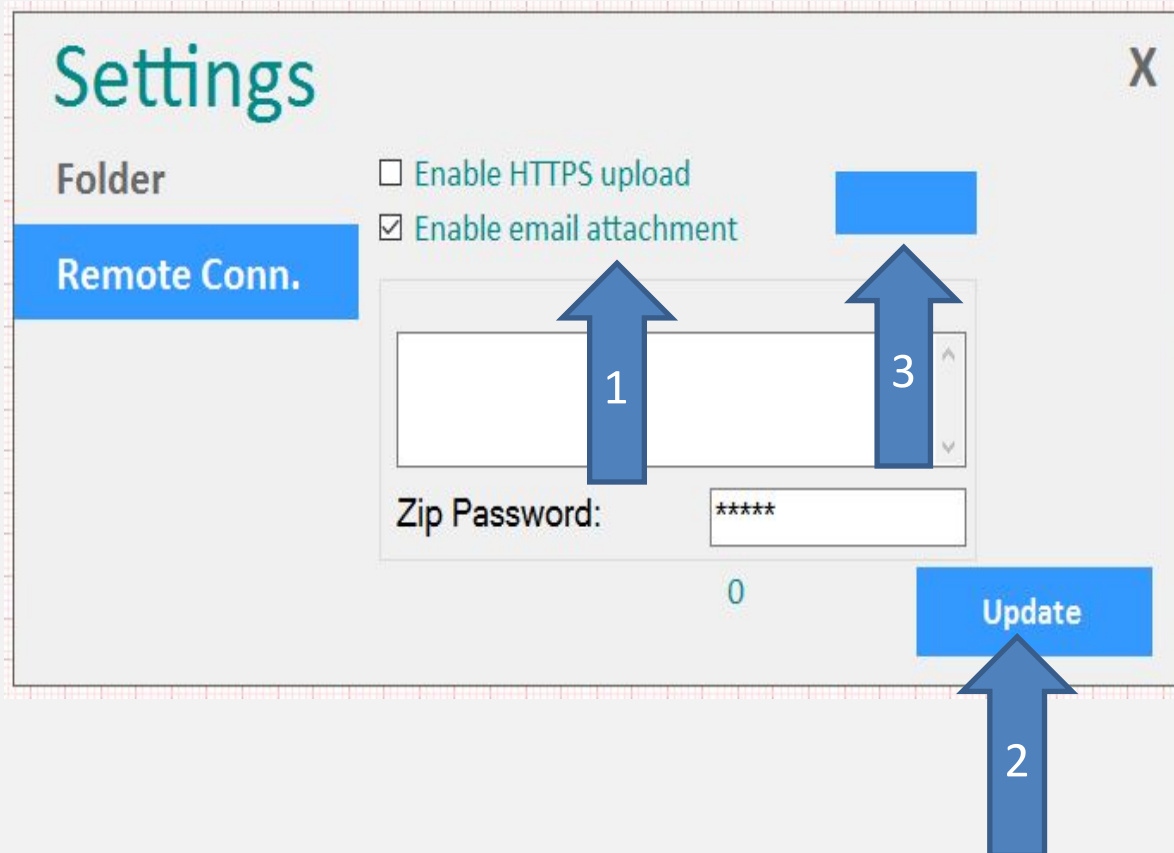 Settings
X
Folder
Enable HTTPS upload
Enable email attachment
Remote Conn.
1
3
Zip Password:
*****
0
Update
2